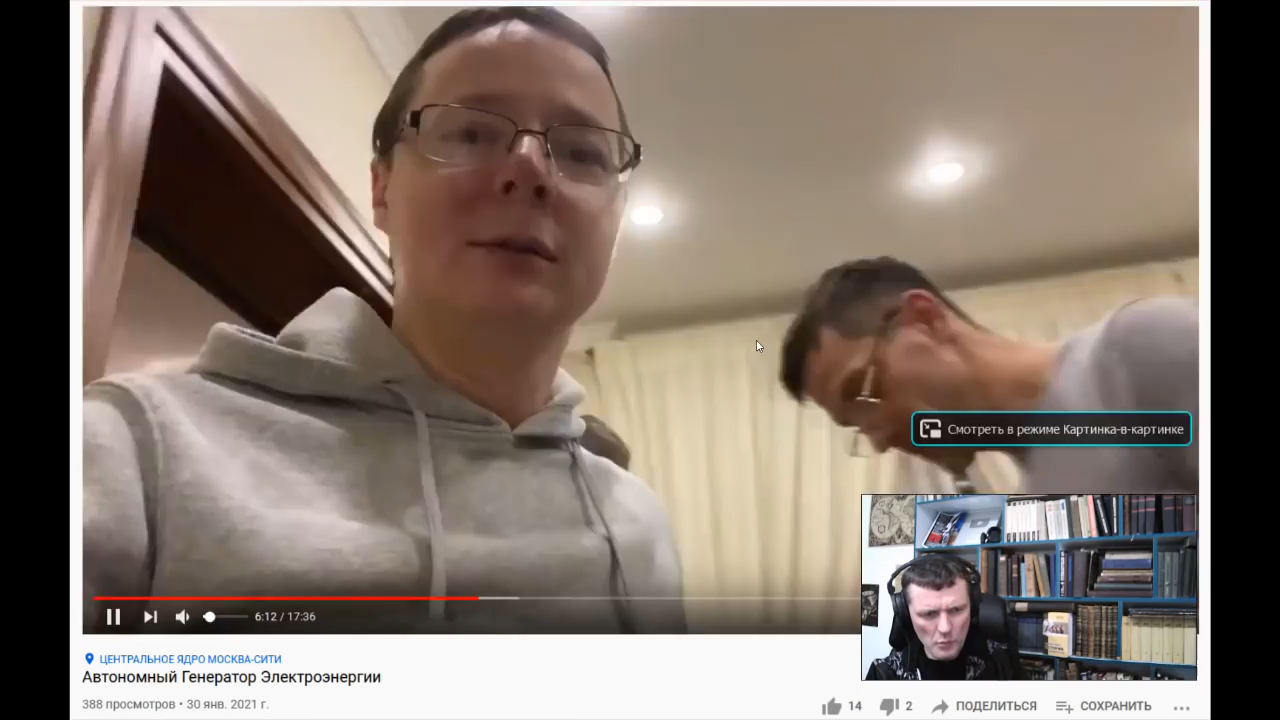 Смотреть в режиме Картинка-в-картинке
6:12 / 17:36
ЦЕНТРАЛЬНОЕ ЯДРО МОСКВА-СИТИ
Автономный Генератор Электроэнергии
388 просмотров • 30 янв. 2021 г.
14
2
ПОДЕЛИТЬСЯ
СОХРАНИТЬ